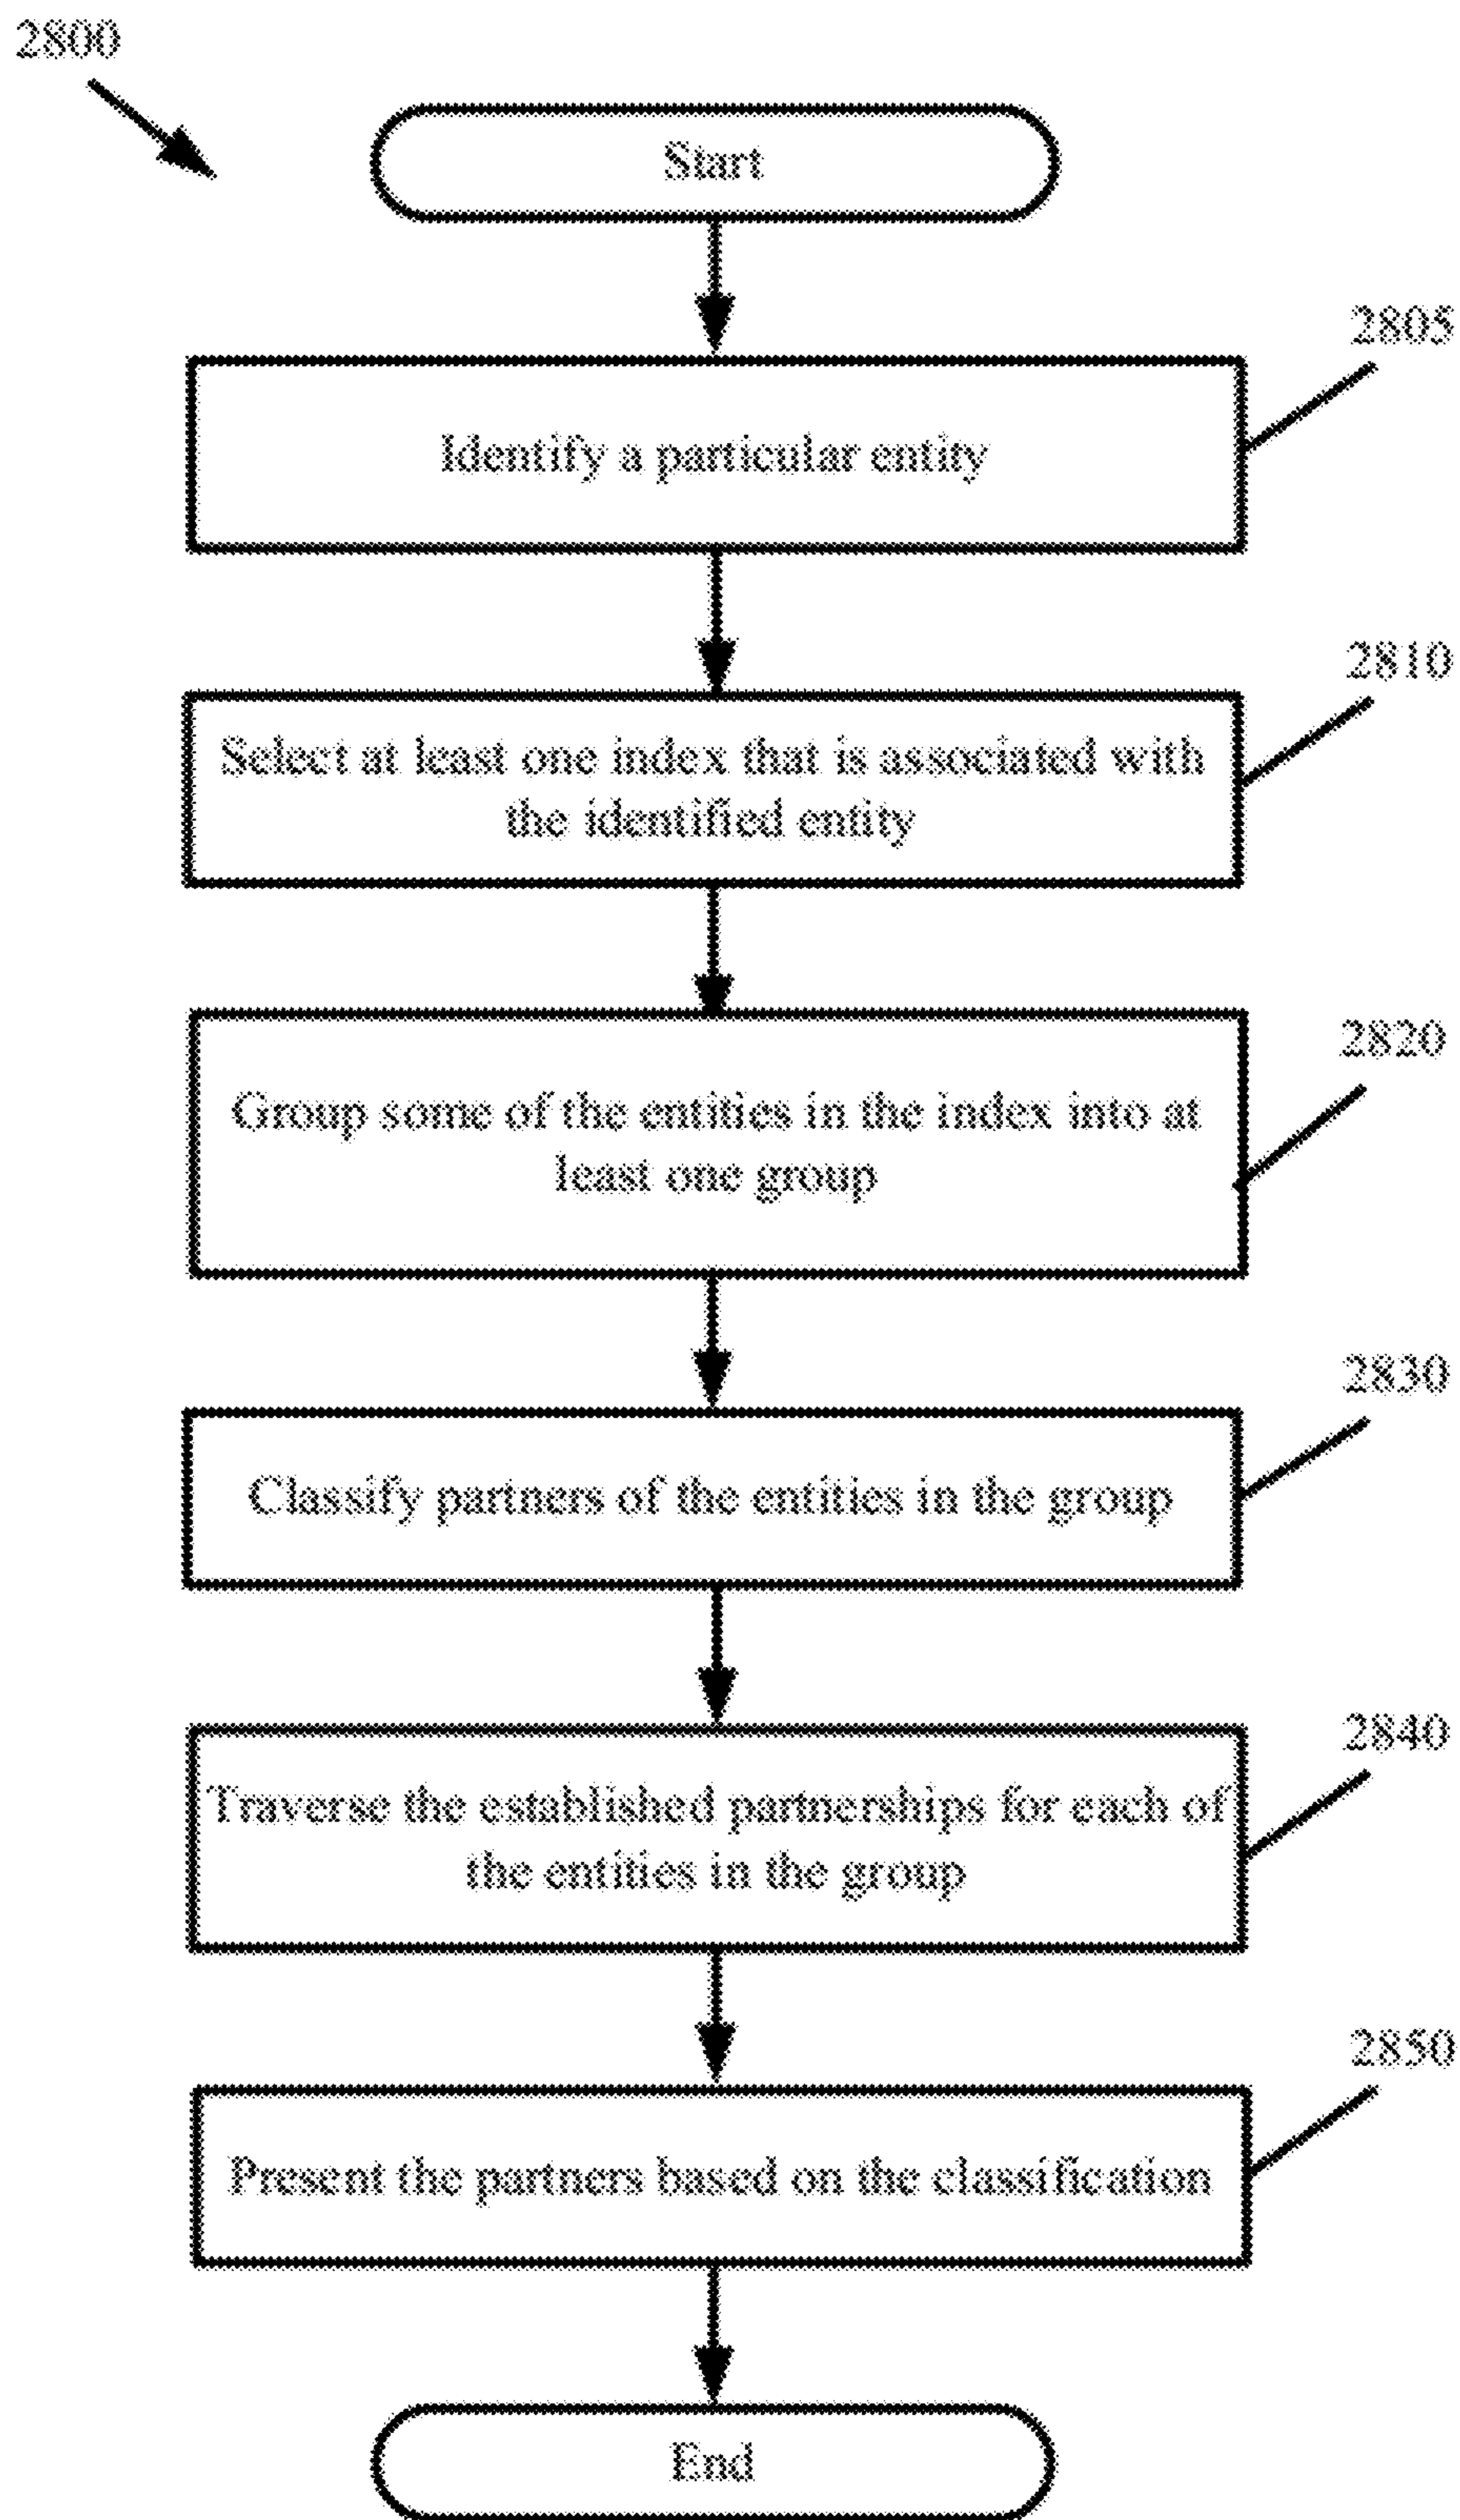 2800
Start
2805
Identify a particular entity
2810
Select at least one index that is associated with
the identified entity
2820
Group some of the entities in the index into at
least one group
2830
Classify partners of the entities in the group
2840
Traverse the established partnerships for each of
the entities in the group
2850
Present the partners based on the classification
End